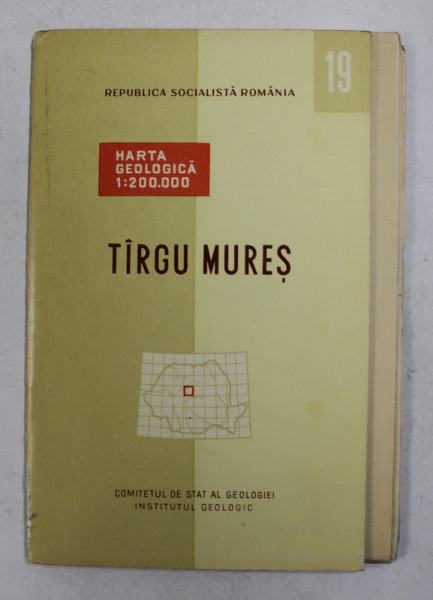 19
REPUBLICA SOCIALISTĂ ROMÂNIA
HARTA
GEOLOGICĂ
1:200.000
TÎRGU MUREȘ
COMITETUL DE STAT AL GEOLOGIEI
INSTITUTUL GEOLOGIC